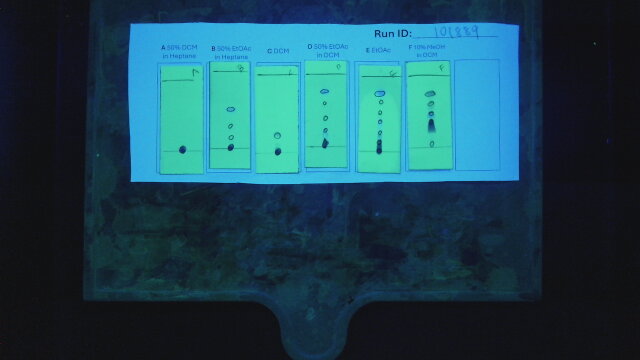 Run ID: 101889
A 50% DCM in Heptane
B 50% EtOAc in Heptane
C DCM
D 50% EtOAc in DCM
E EtOAc
F 10% MeOH in DCM
A
B
C
D
E
F